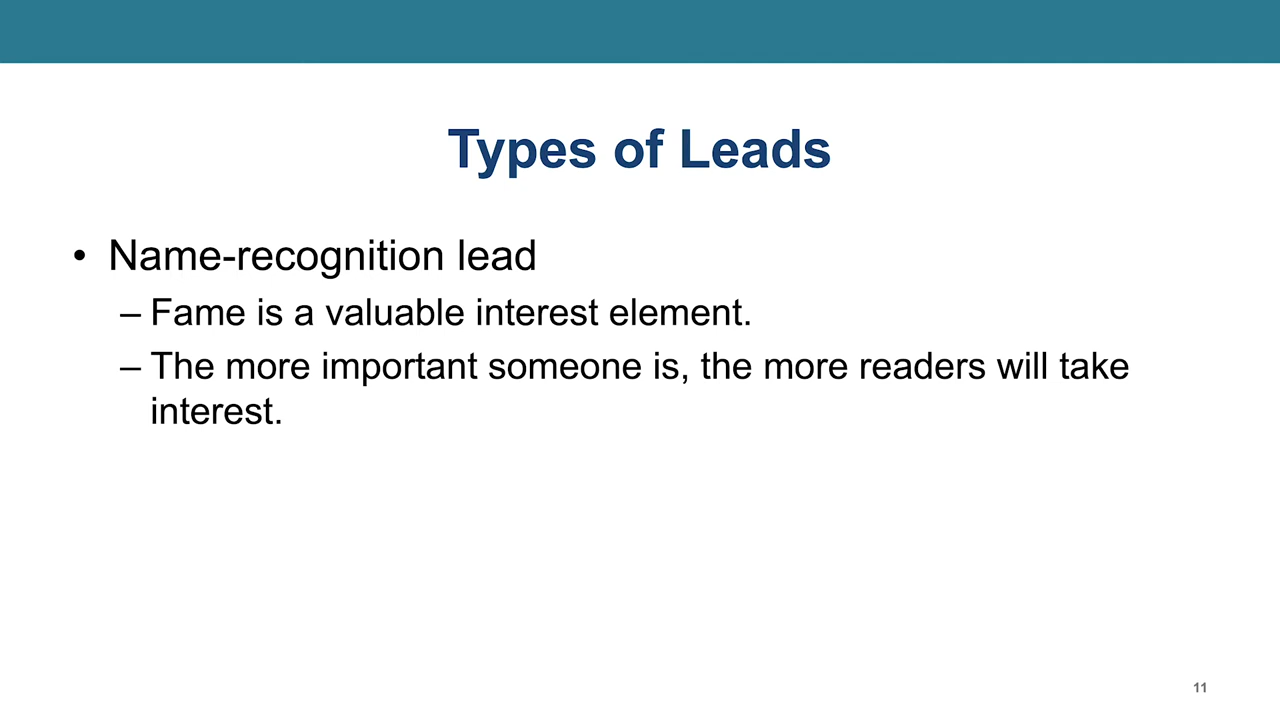 Types of Leads
• Name-recognition lead
– Fame is a valuable interest element.
– The more important someone is, the more readers will take
interest.
11